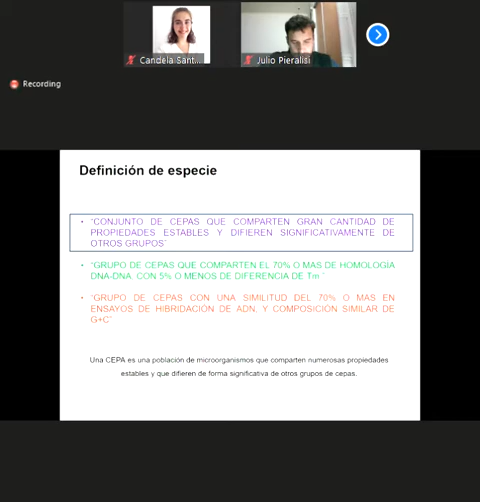 Candela Sant...
Julio Pieralisi
Recording
Definición de especie
• "CONJUNTO DE CEPAS QUE COMPARTEN GRAN CANTIDAD DE
PROPIEDADES ESTABLES Y DIFIEREN SIGNIFICATIVAMENTE DE
OTROS GRUPOS"
• "GRUPO DE CEPAS QUE COMPARTEN EL 70% O MAS DE HOMOLOGIA
DNA-DNA, CON 5% O MENOS DE DIFERENCIA DE Tm "
• "GRUPO DE CEPAS CON UNA SIMILITUD DEL 70% O MAS EN
ENSAYOS DE HIBRIDACIÓN DE ADN, Y COMPOSICIÓN SIMILAR DE
G+C"
Una CEPA es una población de microorganismos que comparten numerosas propiedades
estables y que difieren de forma significativa de otros grupos de cepas.